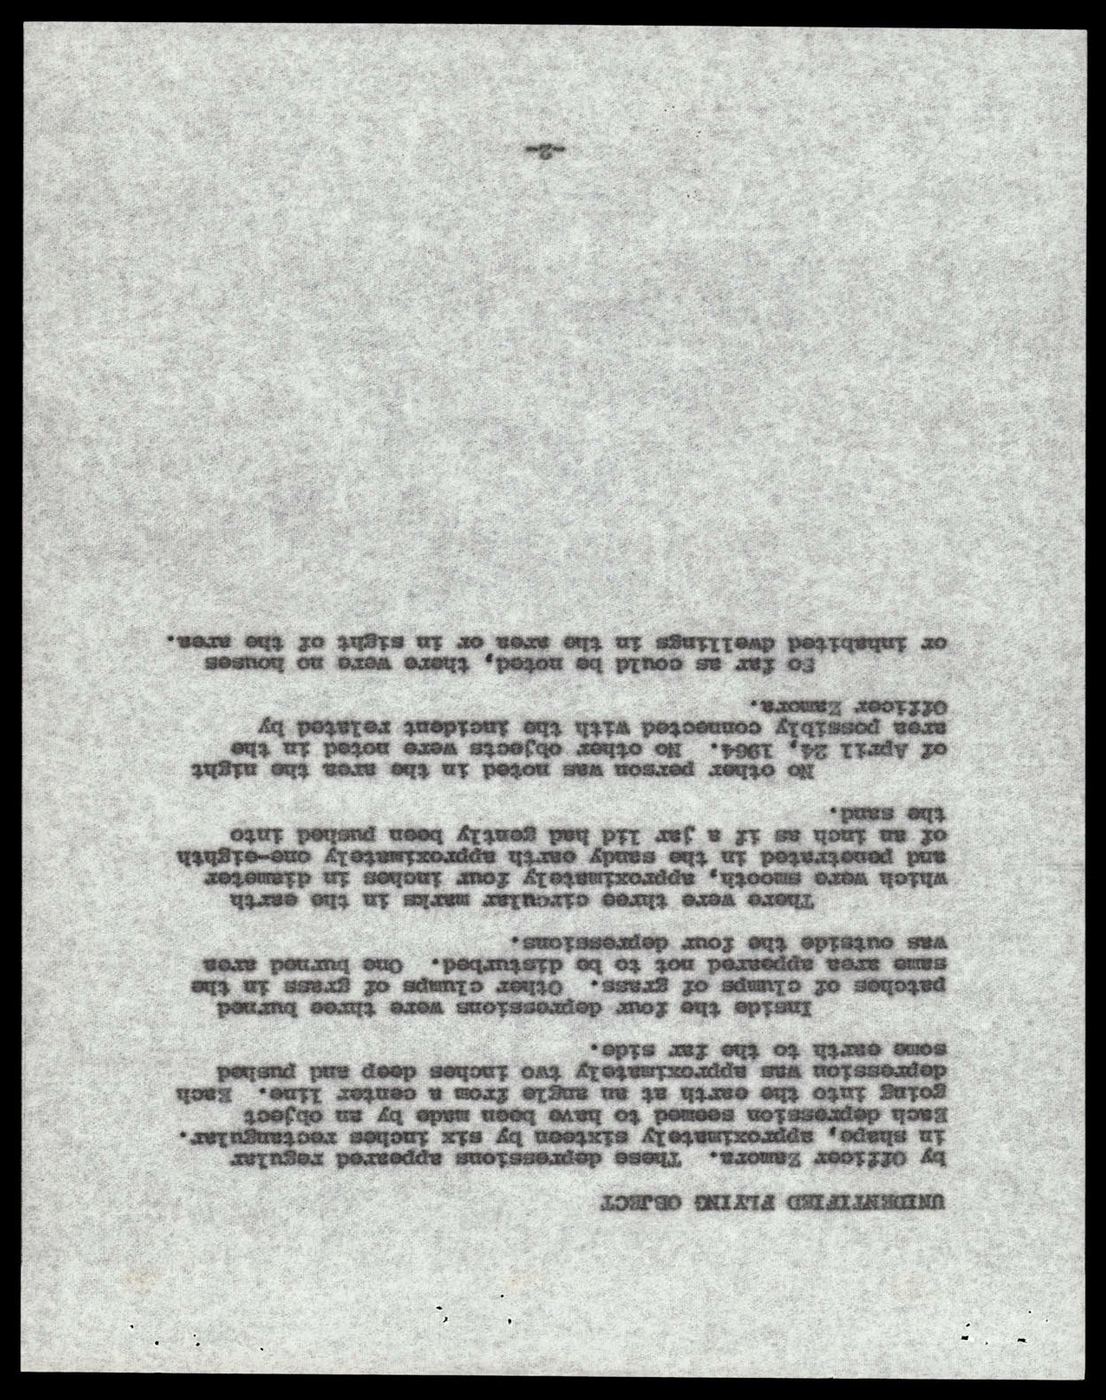 UNIDENTIFIED FLYING OBJECT
by Officer Zamora. These depressions appeared regular
in shape, approximately sixteen by six inches rectangular.
Each depression seemed to have been made by an object
going into the earth at an angle from a center line. Each
depression was approximately two inches deep and pushed
some earth to the far side.
Inside the four depressions were three burned
patches of clumps of grass. Other clumps of grass in the
same area appeared not to be disturbed. One burned area
was outside the four depressions.
There were three circular marks in the earth
which were smooth, approximately four inches in diameter
and penetrated in the sandy earth approximately one-eighth
of an inch as if a jar lid had gently been pushed into
the sand.
No other person was noted in the area the night
of April 24, 1964. No other objects were noted in the
area possibly connected with the incident related by
Officer Zamora.
So far as could be noted, there were no houses
or inhabited dwellings in the area or in sight of the area.
-2-